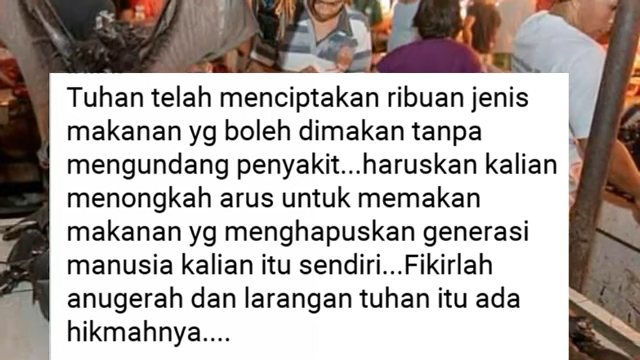 Tuhan telah menciptakan ribuan jenis
makanan yg boleh dimakan tanpa
mengundang penyakit...haruskan kalian
menongkah arus untuk memakan
makanan yg menghapuskan generasi
manusia kalian itu sendiri...Fikirlah
anugerah dan larangan tuhan itu ada
hikmahnya....